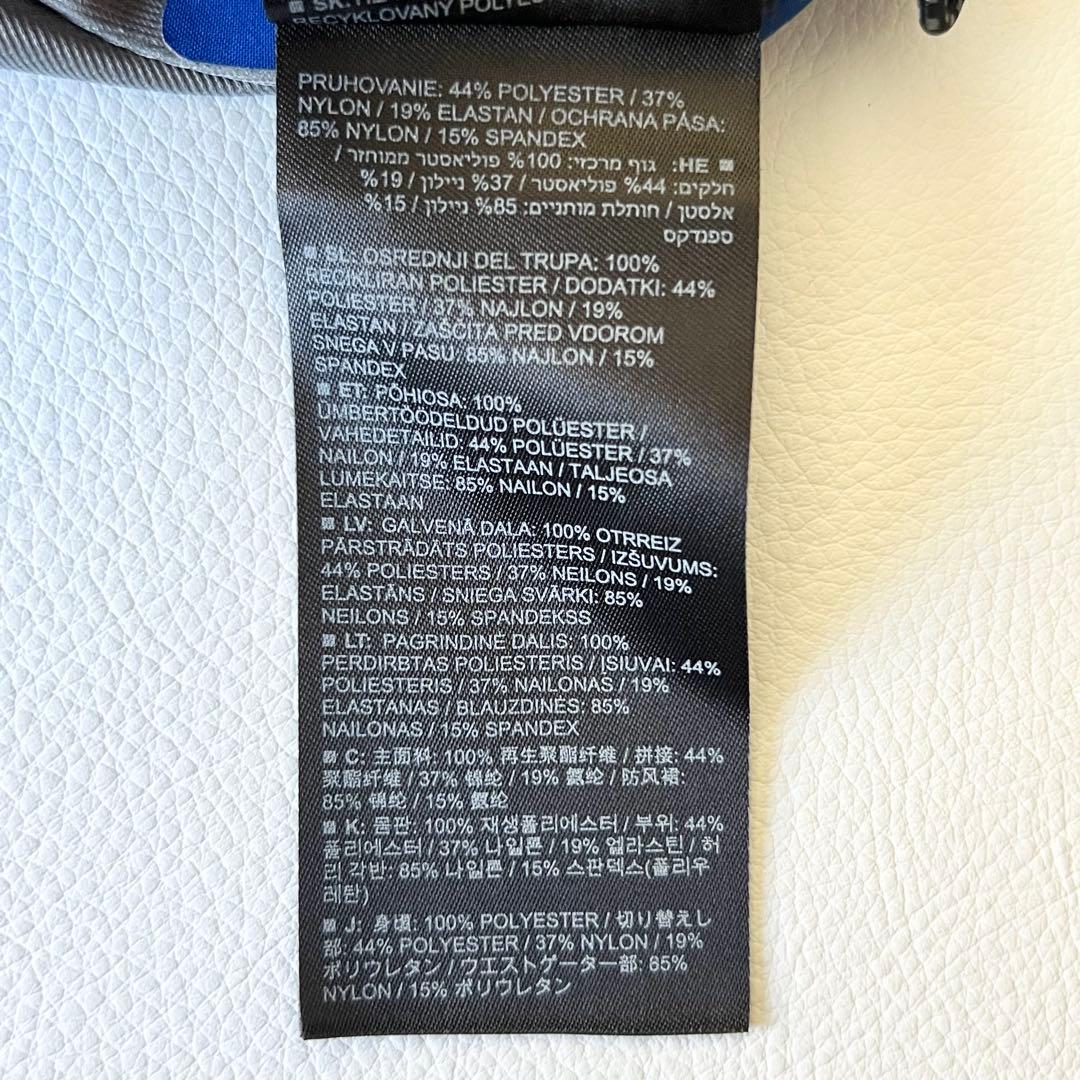 RECYKLOVANÝ POLYES
PRUHOVANIE: 44% POLYESTER / 37%
NYLON / 19% ELASTAN / OCHRANA PÁSA:
85% NYLON / 15% SPANDEX
▨ HE: גוף מרכזי: 100% פוליאסטר ממוחזר /
חלקים: 44% פוליאסטר / 37% ניילון / 19%
אלסטן / חותלת מותניים: 85% ניילון / 15%
ספנדקס
▨ SL: OSREDNJI DEL TRUPA: 100%
RECIKLIRAN POLIESTER / DODATKI: 44%
POLIESTER / 37% NAJLON / 19%
ELASTAN / ZAŠČITA PRED VDOROM
SNEGA V PASU: 85% NAJLON / 15%
SPANDEX
▨ ET: PÕHIOSA: 100%
ÜMBERTÖÖDELDUD POLÜESTER /
VAHEDETAILID: 44% POLÜESTER / 37%
NAILON / 19% ELASTAAN / TALJEOSA
LUMEKAITSE: 85% NAILON / 15%
ELASTAAN
▨ LV: GALVENĀ DAĻA: 100% OTRREIZ
PĀRSTRĀDĀTS POLIESTERS / IZŠUVUMS:
44% POLIESTERS / 37% NEILONS / 19%
ELASTĀNS / SNIEGA SVĀRKI: 85%
NEILONS / 15% SPANDEKSS
▨ LT: PAGRINDINĖ DALIS: 100%
PERDIRBTAS POLIESTERIS / ĮSIUVAI: 44%
POLIESTERIS / 37% NAILONAS / 19%
ELASTANAS / BLAUZDINĖS: 85%
NAILONAS / 15% SPANDEX
▨ C: 主面料: 100% 再生聚酯纤维 / 拼接: 44%
聚酯纤维 / 37% 锦纶 / 19% 氨纶 / 防风裙:
85% 锦纶 / 15% 氨纶
▨ K: 몸판: 100% 재생폴리에스터 / 부위: 44%
폴리에스터 / 37% 나일론 / 19% 엘라스틴 / 허
리 각반: 85% 나일론 / 15% 스판덱스(폴리우
레탄)
▨ J: 身頃: 100% POLYESTER / 切り替えし
部: 44% POLYESTER / 37% NYLON / 19%
ポリウレタン / ウエストゲーター部: 85%
NYLON / 15% ポリウレタン